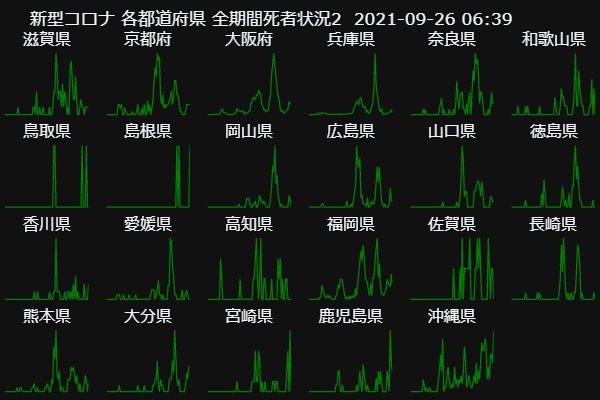 新型コロナ 各都道府県 全期間死者状況2 2021-09-26 06:39
滋賀県 京都府 大阪府 兵庫県 奈良県 和歌山県
鳥取県 島根県 岡山県 広島県 山口県 徳島県
香川県 愛媛県 高知県 福岡県 佐賀県 長崎県
熊本県 大分県 宮崎県 鹿児島県 沖縄県